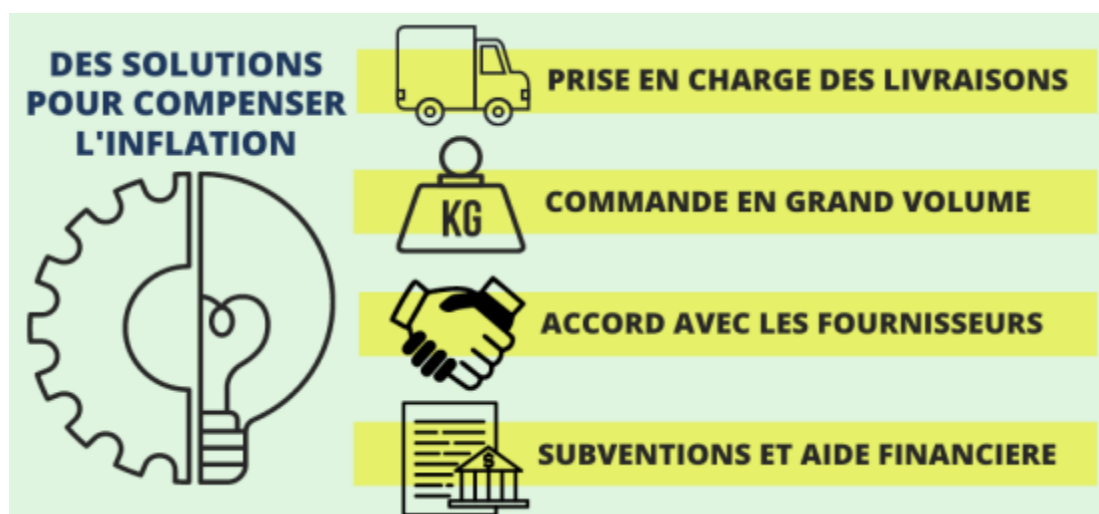 DES SOLUTIONS
POUR COMPENSER
L'INFLATION
PRISE EN CHARGE DES LIVRAISONS
KG
COMMANDE EN GRAND VOLUME
ACCORD AVEC LES FOURNISSEURS
$
SUBVENTIONS ET AIDE FINANCIERE